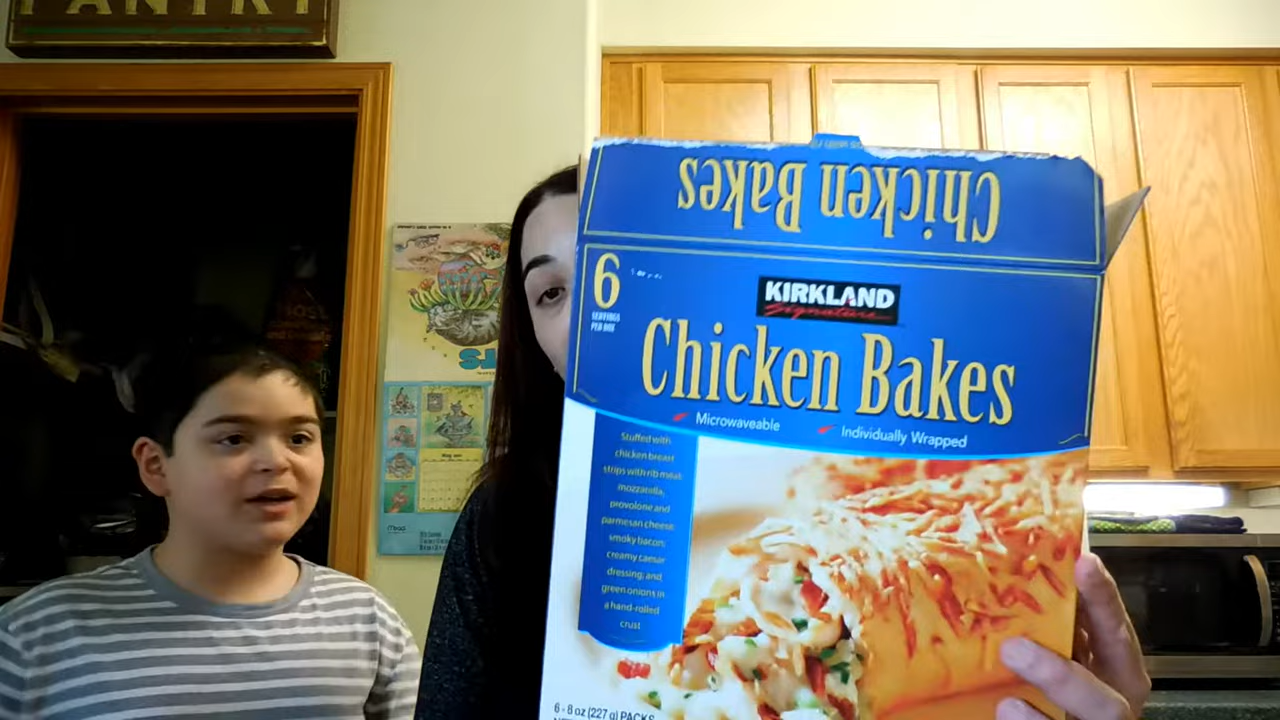 PANTRY
Chicken Bakes
6
SERVINGS
PER BOX
KIRKLAND
Signature
Chicken Bakes
Microwaveable
Individually Wrapped
Stuffed with
chicken breast
strips with rib meat,
mozzarella,
provolone and
parmesan cheese
smoky bacon,
creamy caesar
dressing, and
green onions in
a hand-rolled
crust
6 - 8 oz (227 g) PACKS